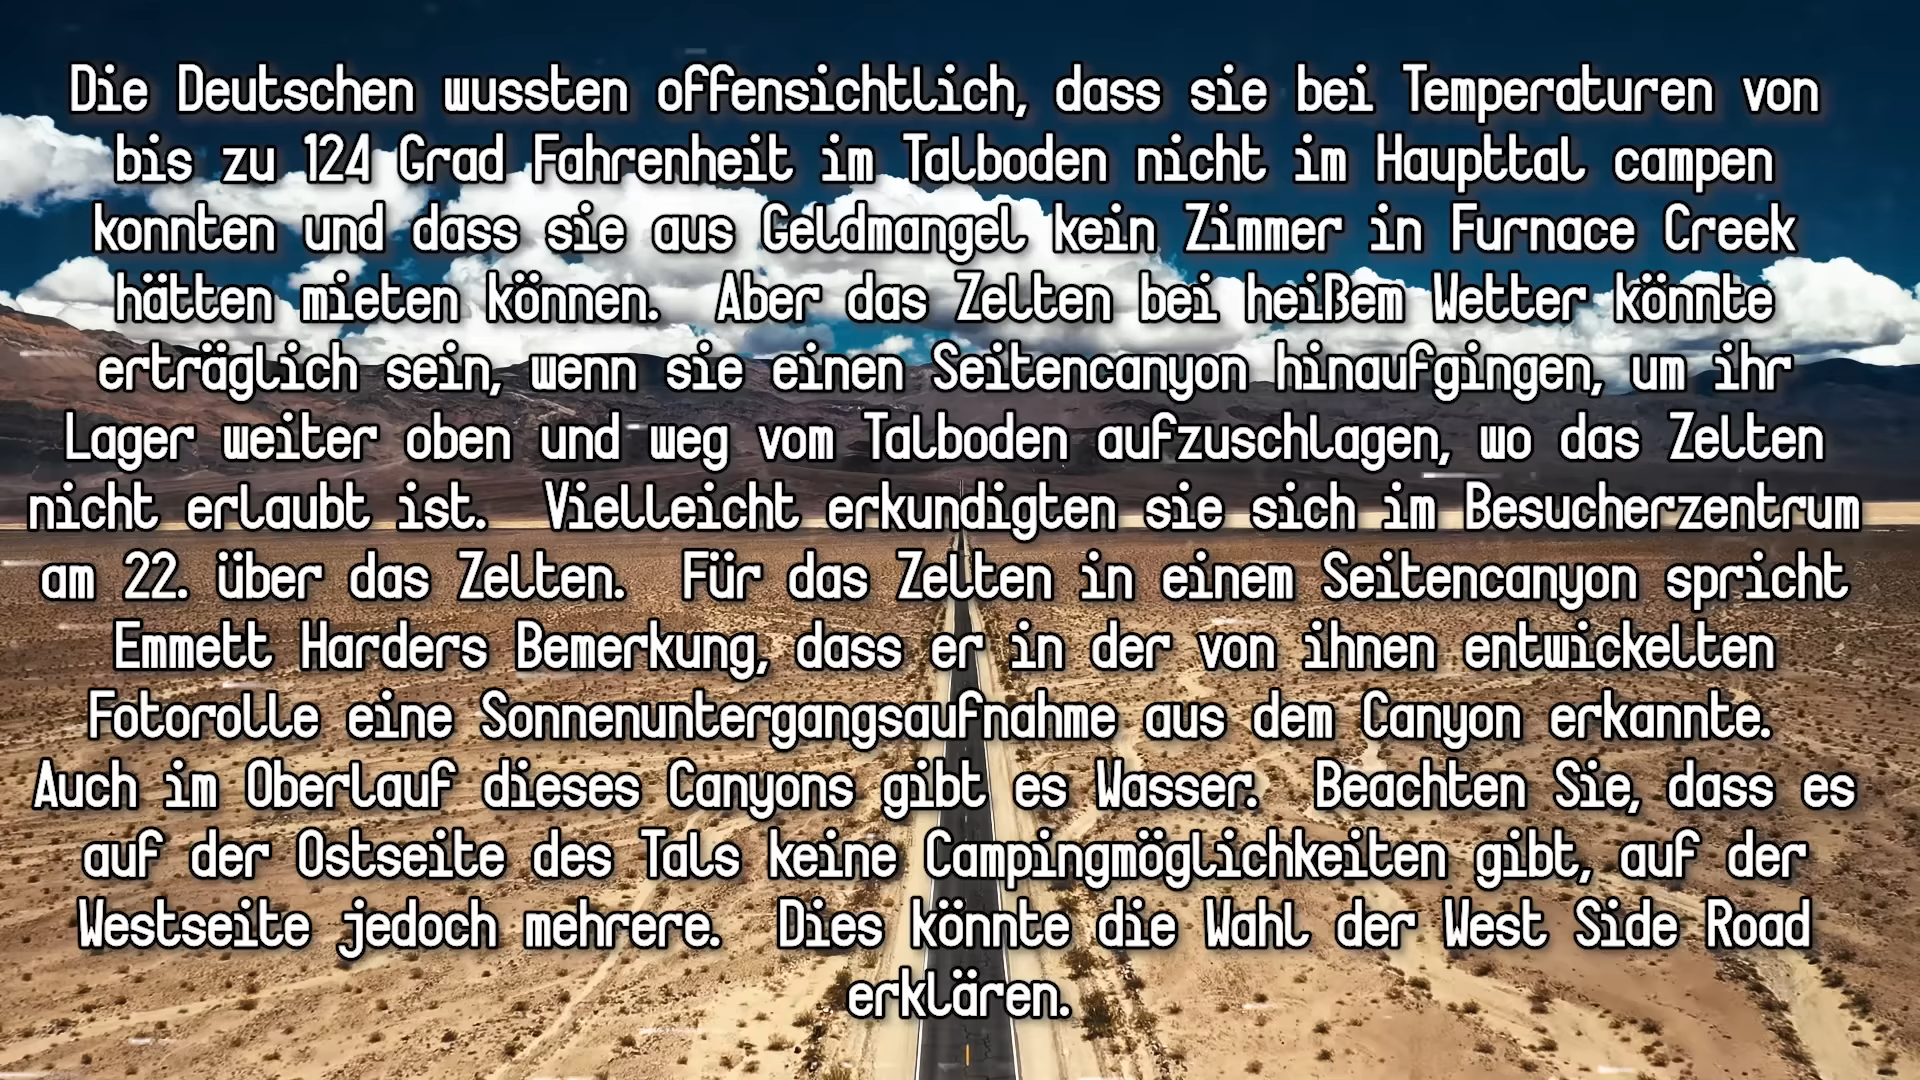 Die Deutschen wussten offensichtlich, dass sie bei Temperaturen von
bis zu 124 Grad Fahrenheit im Talboden nicht im Haupttal campen
konnten und dass sie aus Geldmangel kein Zimmer in Furnace Creek
hätten mieten können. Aber das Zelten bei heißem Wetter könnte
erträglich sein, wenn sie einen Seitencanyon hinaufgingen, um ihr
Lager weiter oben und weg vom Talboden aufzuschlagen, wo das Zelten
nicht erlaubt ist. Vielleicht erkundigten sie sich im Besucherzentrum
am 22. über das Zelten. Für das Zelten in einem Seitencanyon spricht
Emmett Harders Bemerkung, dass er in der von ihnen entwickelten
Fotorolle eine Sonnenuntergangsaufnahme aus dem Canyon erkannte.
Auch im Oberlauf dieses Canyons gibt es Wasser. Beachten Sie, dass es
auf der Ostseite des Tals keine Campingmöglichkeiten gibt, auf der
Westseite jedoch mehrere. Dies könnte die Wahl der West Side Road
erklären.